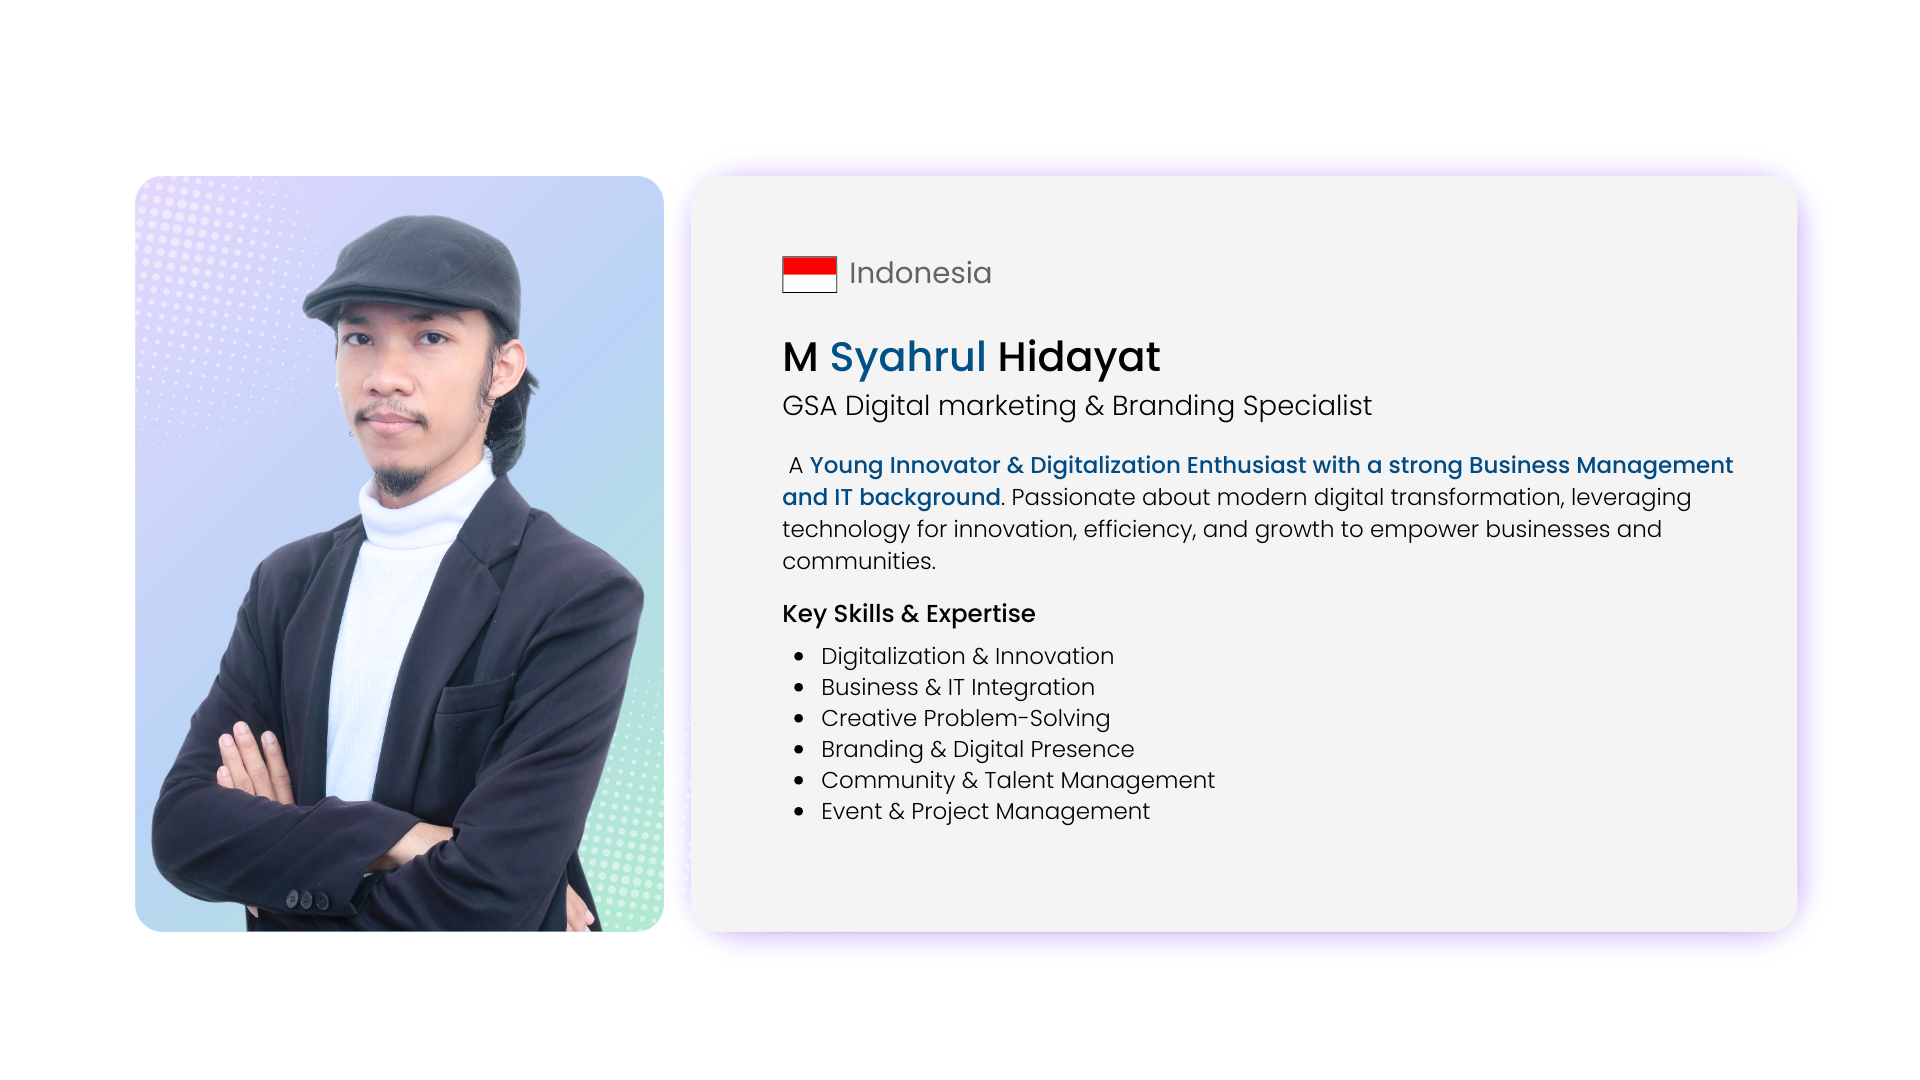 Indonesia
M Syahrul Hidayat
GSA Digital marketing & Branding Specialist
A Young Innovator & Digitalization Enthusiast with a strong Business Management
and IT background. Passionate about modern digital transformation, leveraging
technology for innovation, efficiency, and growth to empower businesses and
communities.
Key Skills & Expertise
• Digitalization & Innovation
• Business & IT Integration
• Creative Problem-Solving
• Branding & Digital Presence
• Community & Talent Management
• Event & Project Management